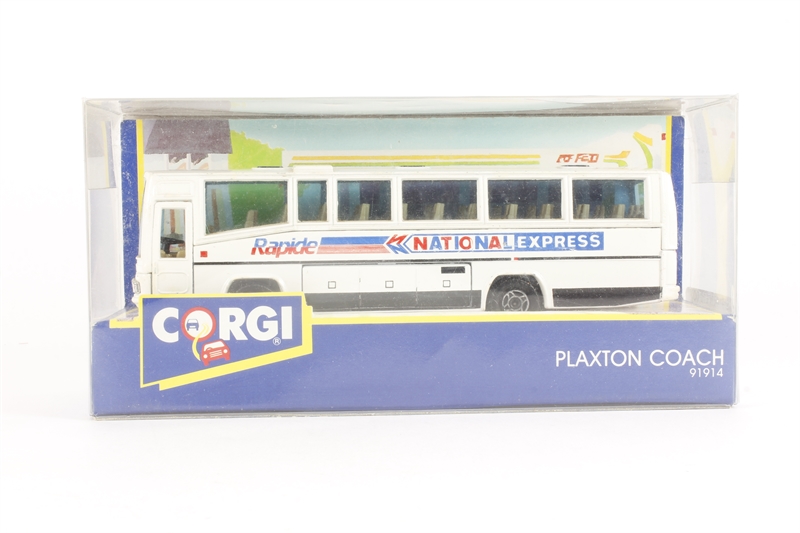 Rapide NATIONAL EXPRESS
CORGI®
PLAXTON COACH
91914